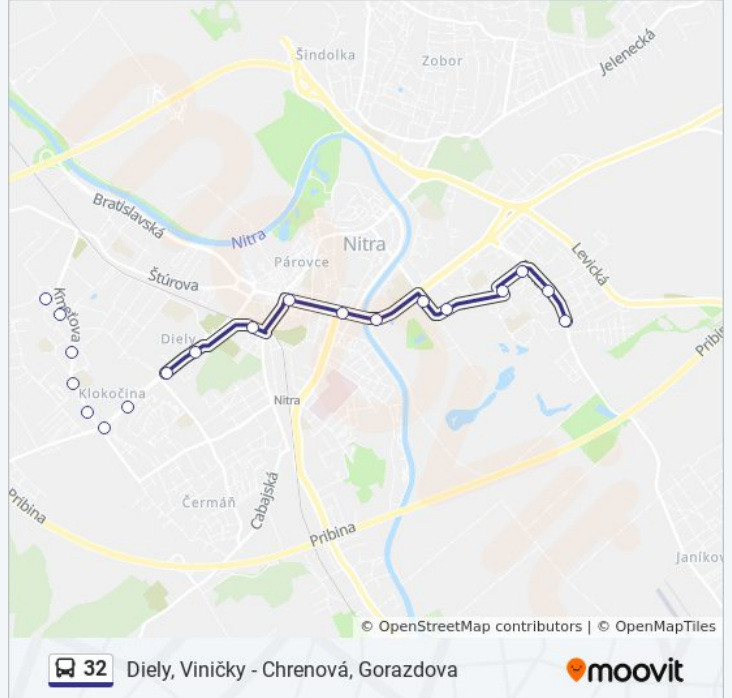 Šindolka
Zobor
Jelenecká
Bratislavská
Nitra
Nitra
Párovce
Levická
Štúrova
Kmeťova
Diely
Klokočina
Nitra
Čermáň
Cabajská
Pribina
Pribina
Pribin
Janíkov
© OpenStreetMap contributors | © OpenMapTiles
32 Diely, Viničky - Chrenová, Gorazdova
moovit